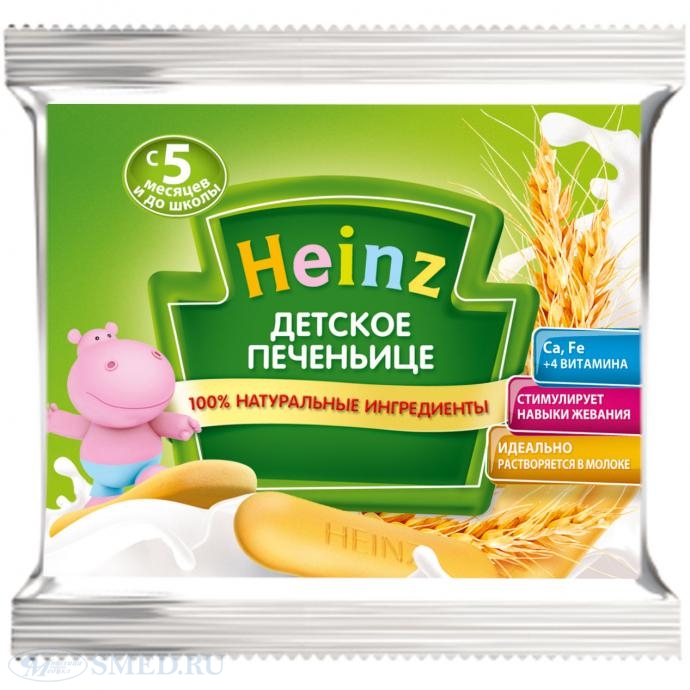 с 5
месяцев
и до школы
Heinz
ДЕТСКОЕ
ПЕЧЕНЬИЦЕ
100% НАТУРАЛЬНЫЕ ИНГРЕДИЕНТЫ
Ca, Fe
+4 ВИТАМИНА
СТИМУЛИРУЕТ
НАВЫКИ ЖЕВАНИЯ
ИДЕАЛЬНО
РАСТВОРЯЕТСЯ В МОЛОКЕ
HEINZ
SMED.RU